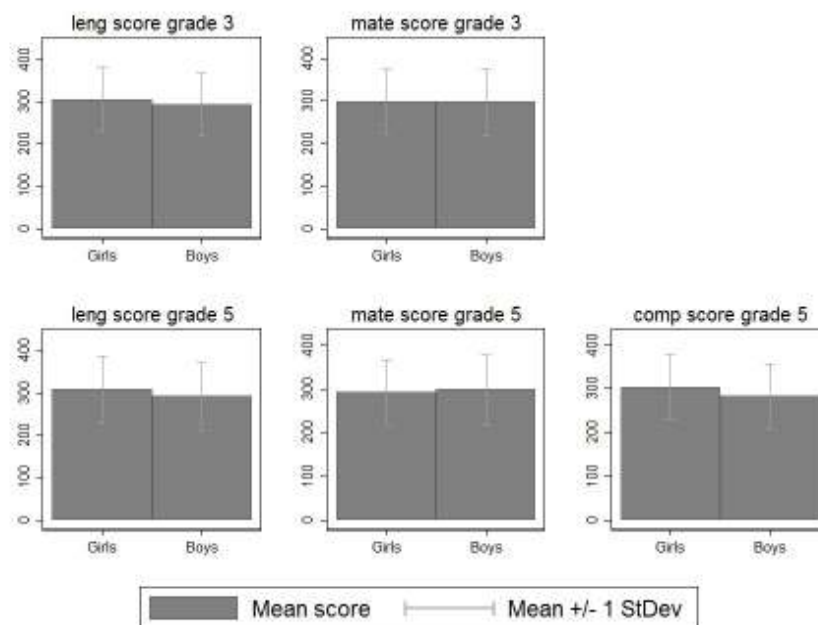 leng score grade 3
mate score grade 3
400
300
200
100
0
Girls
Boys
400
300
200
100
0
Girls
Boys
leng score grade 5
mate score grade 5
comp score grade 5
400
300
200
100
0
Girls
Boys
400
300
200
100
0
Girls
Boys
400
300
200
100
0
Girls
Boys
Mean score
Mean +/- 1 StDev